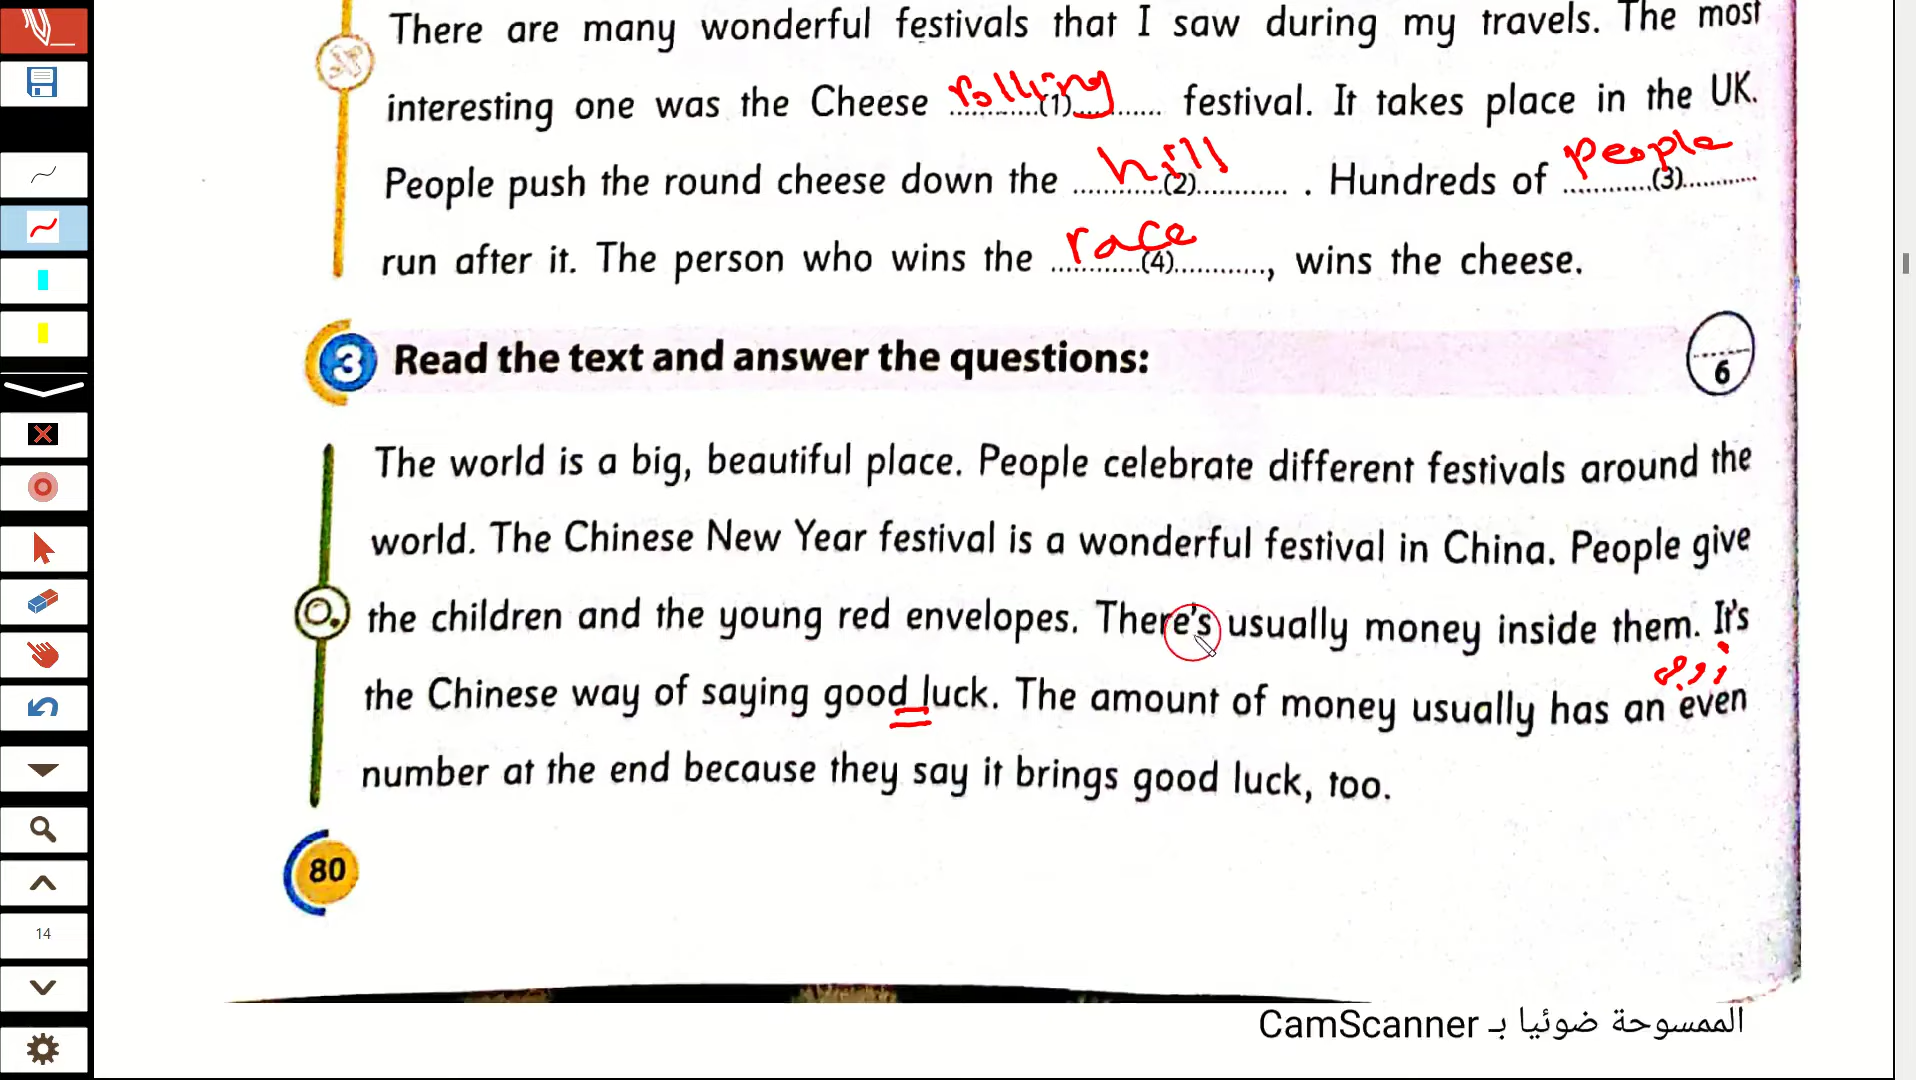 There are many wonderful festivals that I saw during my travels. The most
interesting one was the Cheese rolling ............(1)............ festival. It takes place in the UK.
People push the round cheese down the hill ............(2)............ . Hundreds of people ............(3)............
run after it. The person who wins the race ............(4)............, wins the cheese.
3 Read the text and answer the questions:
6
The world is a big, beautiful place. People celebrate different festivals around the
world. The Chinese New Year festival is a wonderful festival in China. People give
the children and the young red envelopes. There's usually money inside them. It's
زوجي
the Chinese way of saying good luck. The amount of money usually has an even
number at the end because they say it brings good luck, too.
80
14
الممسوحة ضوئيا بـ CamScanner